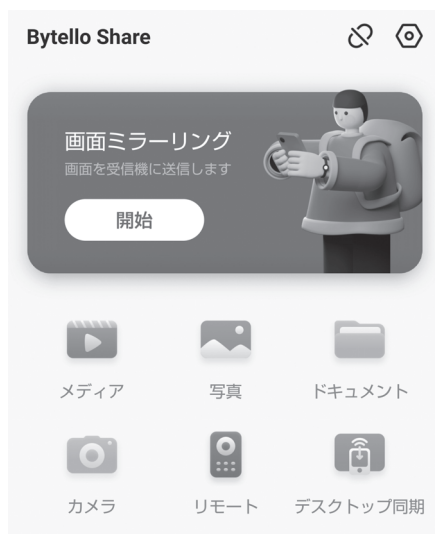 Bytello Share
画面ミラーリング
画面を受信機に送信します
開始
メディア
写真
ドキュメント
カメラ
リモート
デスクトップ同期